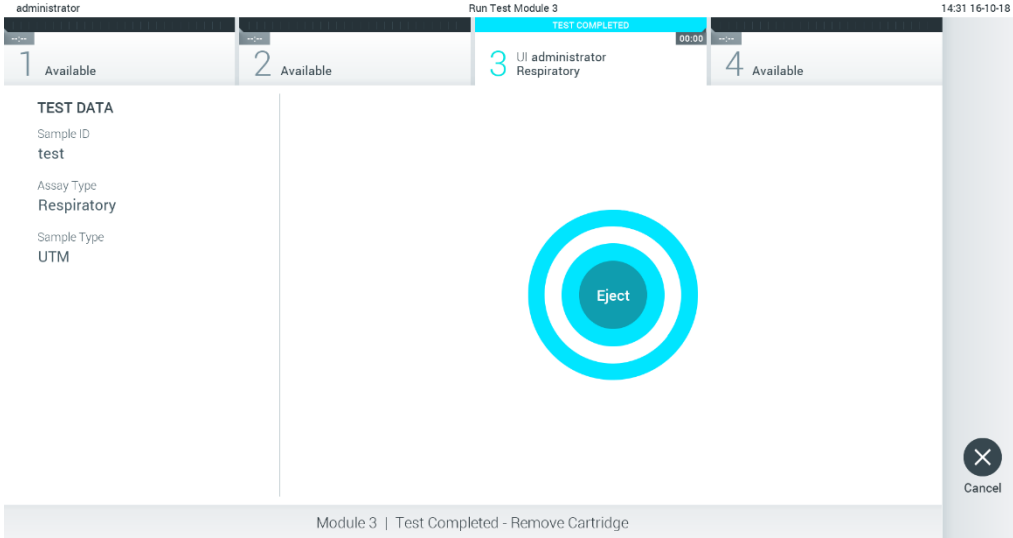 administrator
Run Test Module 3
14:31 16-10-18
TEST COMPLETED
--:--
--:--
00:00
--:--
1 Available
2 Available
3 UI administrator
Respiratory
4 Available
TEST DATA
Sample ID
test
Assay Type
Respiratory
Sample Type
UTM
Eject
Cancel
Module 3 | Test Completed - Remove Cartridge